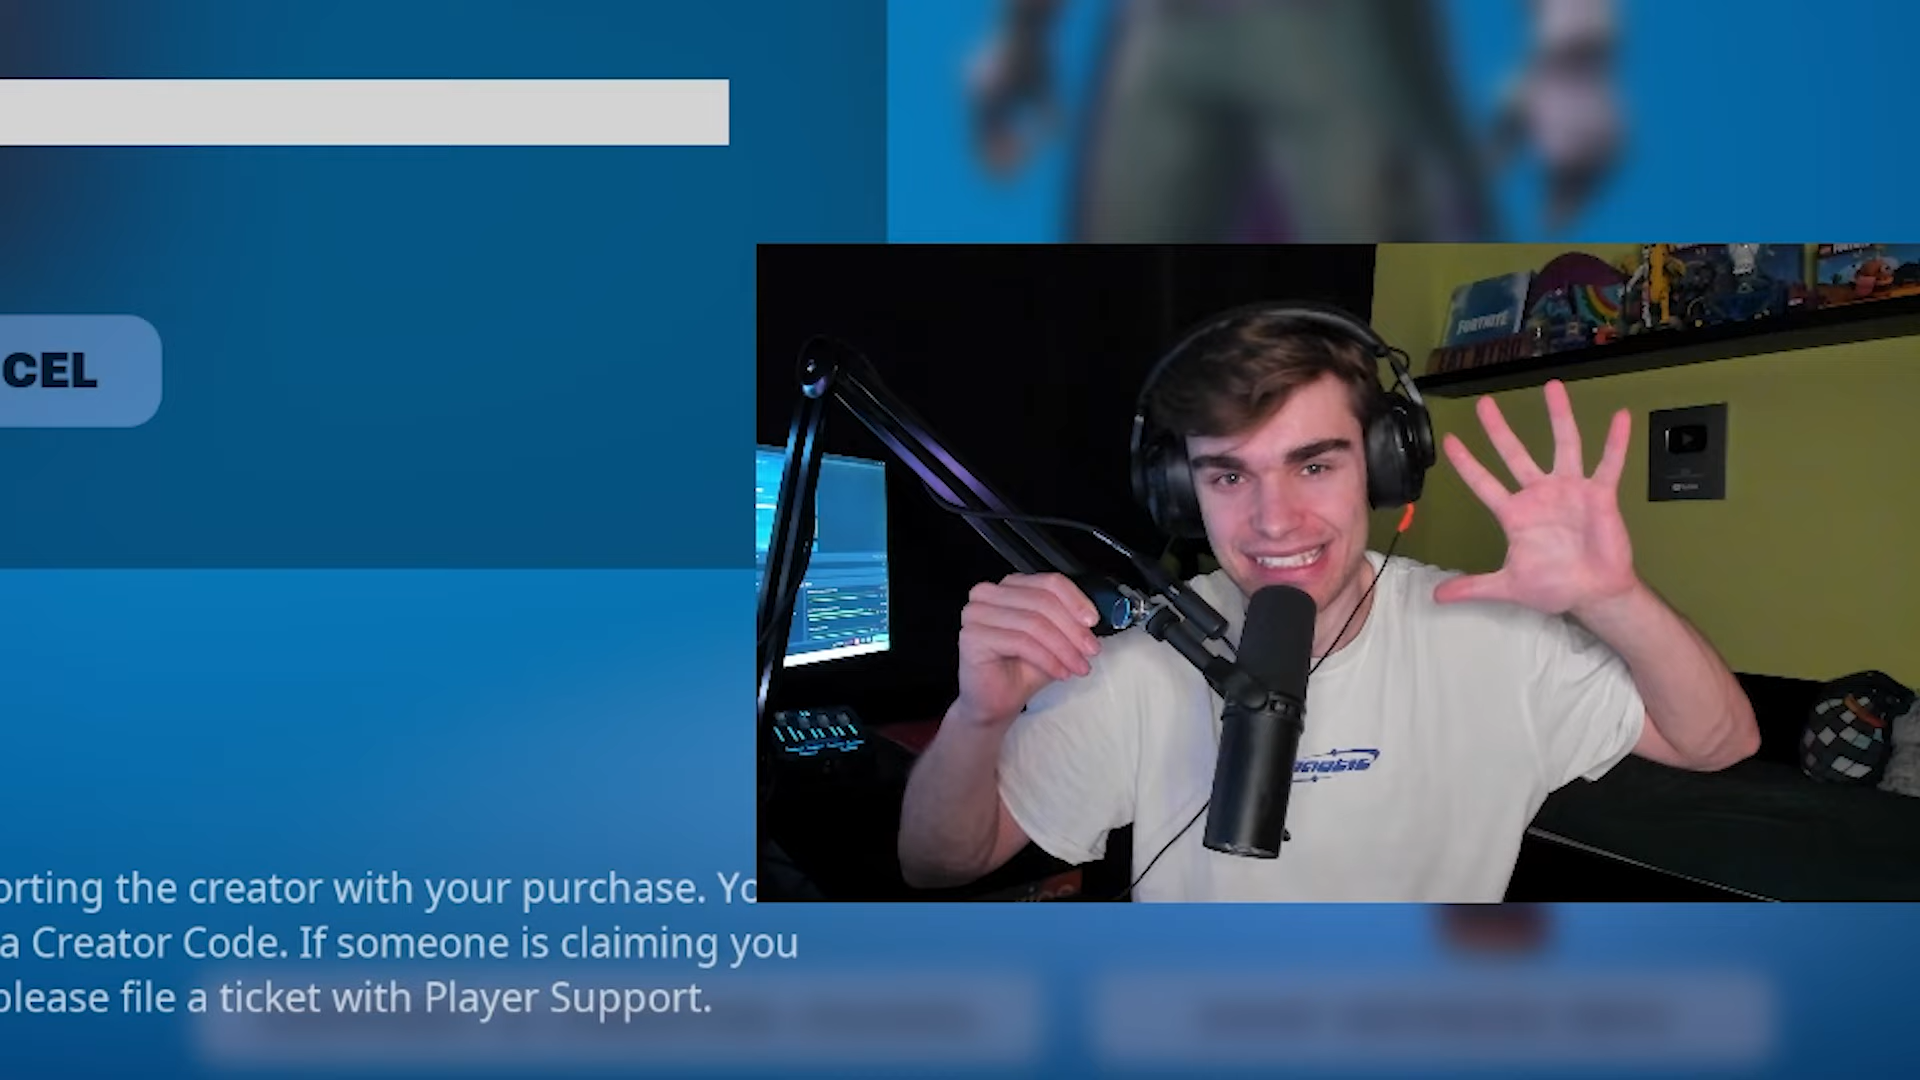 CEL
FORTNITE
orting the creator with your purchase. Yo
a Creator Code. If someone is claiming you
please file a ticket with Player Support.